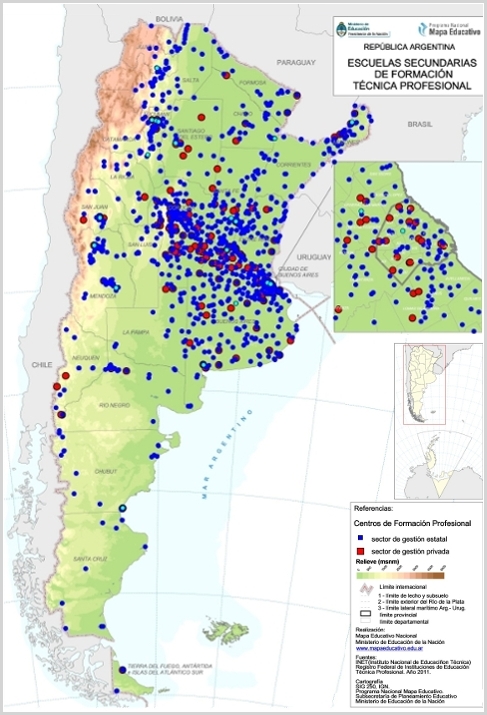 Ministerio de
Educación
Presidencia de la Nación
Programa Nacional
Mapa Educativo
REPÚBLICA ARGENTINA
ESCUELAS SECUNDARIAS
DE FORMACIÓN
TÉCNICA PROFESIONAL
BOLIVIA
PARAGUAY
BRASIL
SALTA
FORMOSA
SANTIAGO
DEL ESTERO
CORRIENTES
LA RIOJA
SAN JUAN
SAN LUIS
MENDOZA
URUGUAY
CIUDAD DE
BUENOS AIRES
LA PAMPA
CHILE
NEUQUÉN
RÍO NEGRO
MAR ARGENTINO
CHUBUT
SANTA CRUZ
TIERRA DEL FUEGO, ANTÁRTIDA
e ISLAS DEL ATLÁNTICO SUR
Referencias:
Centros de Formación Profesional
sector de gestión estatal
sector de gestión privada
Relieve (msnm)
Límite internacional
1 - límite de lecho y subsuelo
2 - límite exterior del Río de la Plata
3 - límite lateral marítimo Arg - Urug.
límite provincial
límite departamental
Realización:
Mapa Educativo Nacional
Ministerio de Educación de la Nación
www.mapaeducativo.edu.ar
Fuentes:
INET(Instituto Nacional de Educación Técnica)
Registro Federal de Instituciones de Educación
Técnica Profesional. Año 2011.
Cartografía
SIG 250, IGN.
Programa Nacional Mapa Educativo.
Subsecretaría de Planeamiento Educativo
Ministerio de Educación de la Nación